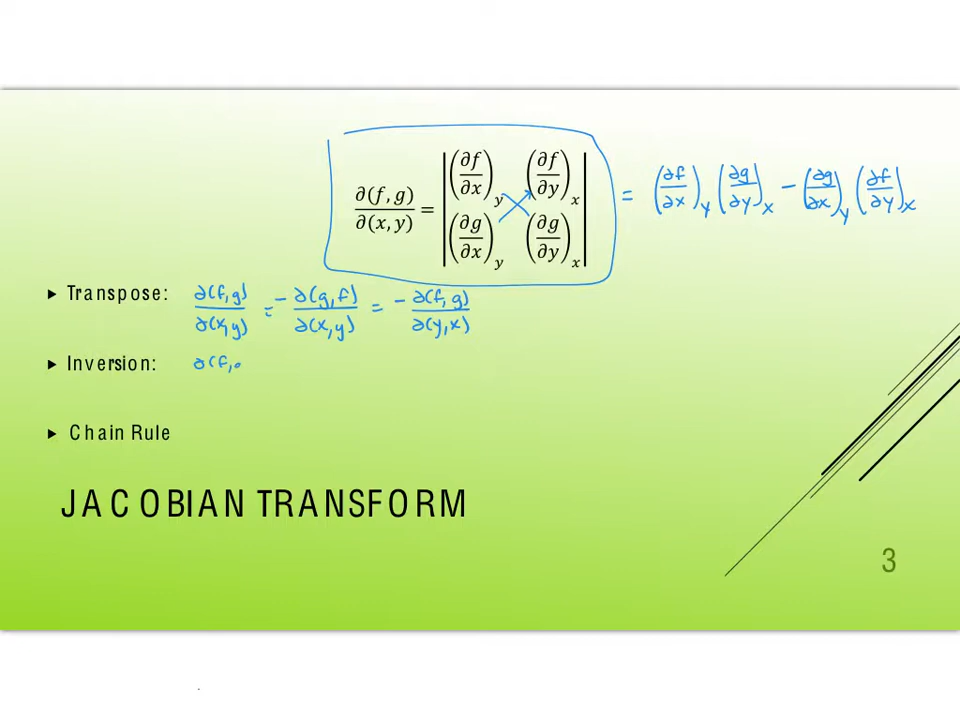 ∂(f, g)/∂(x, y) = |(∂f/∂x)_y (∂f/∂y)_x (∂g/∂x)_y (∂g/∂y)_x| = (∂f/∂x)_y (∂g/∂y)_x − (∂g/∂x)_y (∂f/∂y)_x
▶ Transpose: ∂(f,g)/∂(x,y) = − ∂(g,f)/∂(x,y) = − ∂(f,g)/∂(y,x)
▶ Inversion: ∂(f,
▶ Chain Rule
JACOBIAN TRANSFORM
3